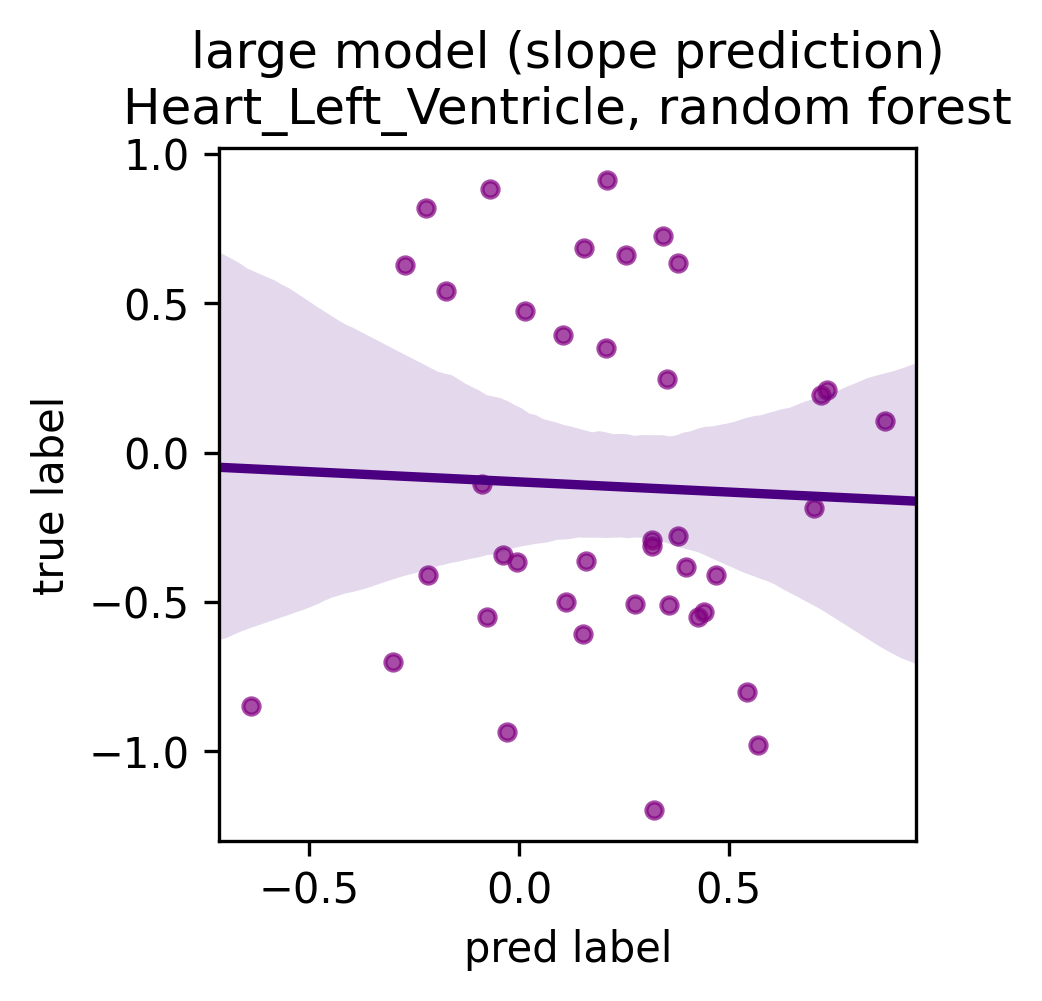 large model (slope prediction)
Heart_Left_Ventricle, random forest
1.0
0.5
0.0
−0.5
−1.0
true label
−0.5 0.0 0.5
pred label